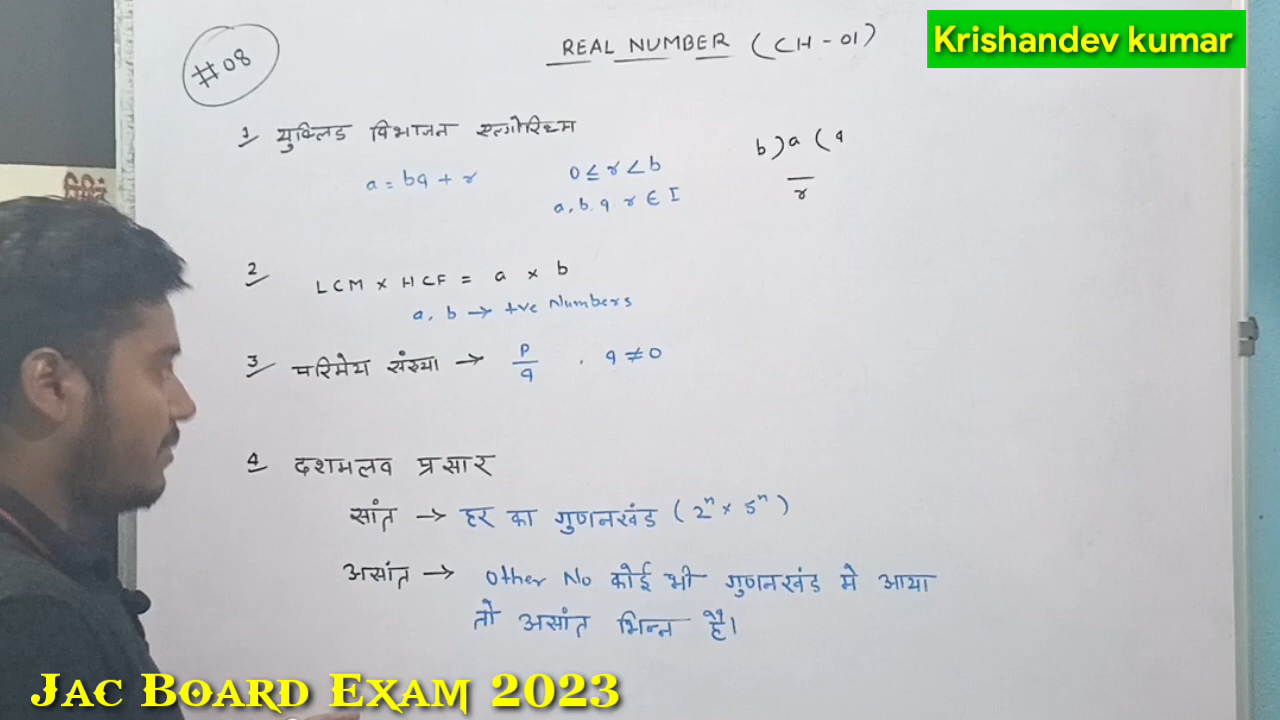 #08
REAL NUMBER (CH-01)
Krishandev kumar
1 युक्लिड विभाजन एल्गोरिथ्म
a = bq + r
0 ≤ r < b
a, b, q, r ∈ I
b)a(q
r
2 LCM × HCF = a × b
a, b → +ve Numbers
3 परिमेय संख्या → p/q , q ≠ 0
4 दशमलव प्रसार
सांत → हर का गुणनखंड (2ⁿ × 5ⁿ)
असांत → Other No कोई भी गुणनखंड मे आया
तो असांत भिन्न है।
JAC BOARD EXAM 2023